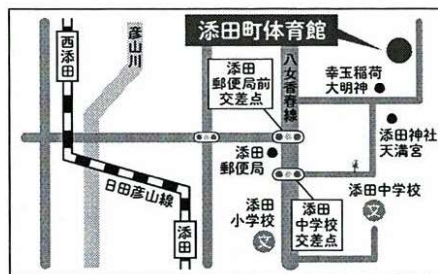 添田町体育館
西添田
彦山川
八女香春線
添田
郵便局前
交差点
幸玉稲荷
大明神
添田神社
天満宮
添田
郵便局
日田彦山線
添田
添田
小学校
文
添田
中学校
交差点
添田中学校
文